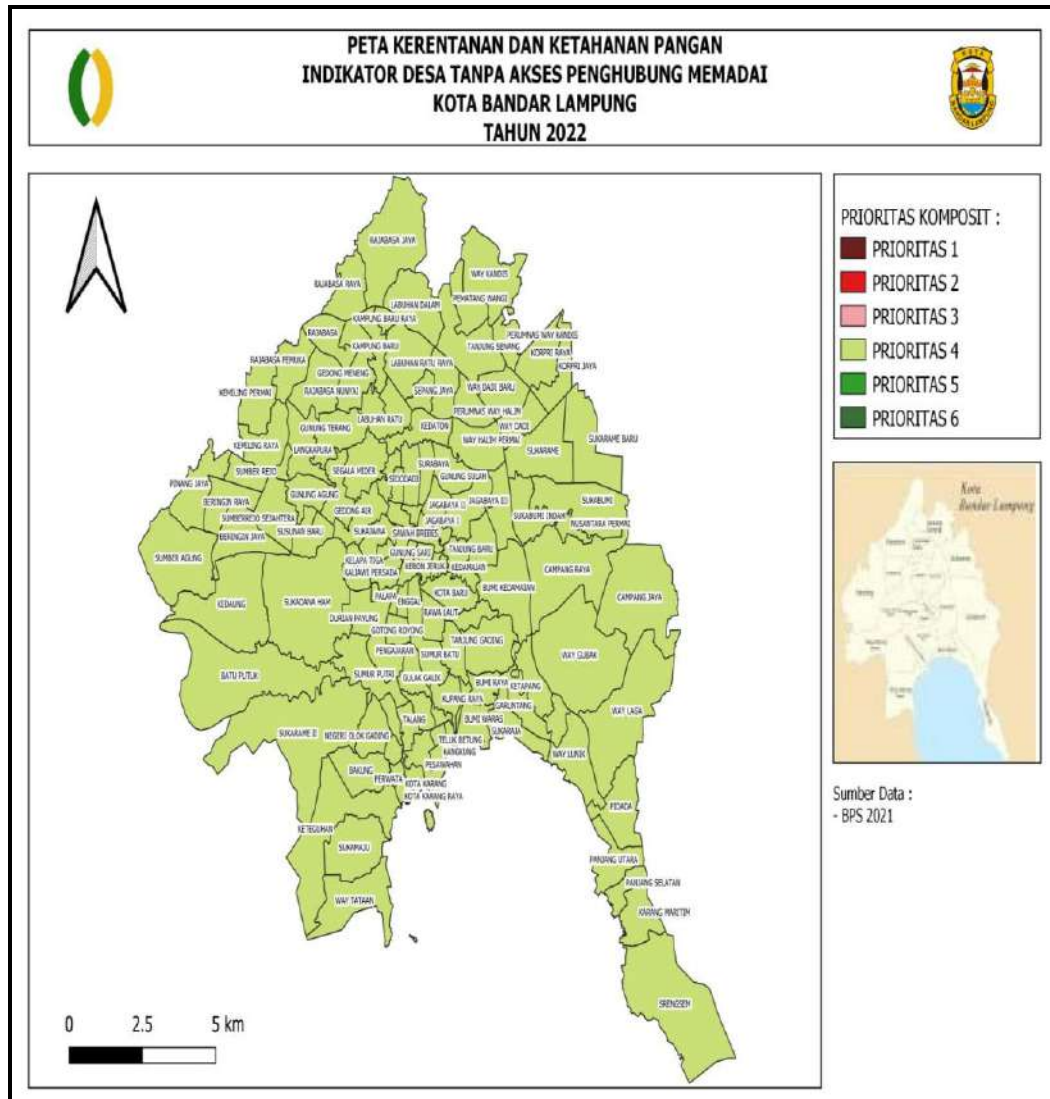 PETA KERENTANAN DAN KETAHANAN PANGAN
INDIKATOR DESA TANPA AKSES PENGHUBUNG MEMADAI
KOTA BANDAR LAMPUNG
TAHUN 2022
KOTA
BANDAR LAMPUNG
RAJABASA JAYA
WAY KANDIS
RAJABASA RAYA
PEMATANG WANGI
LABUHAN DALAM
KAMPUNG BARU RAYA
RAJABASA
PERUMNAS WAY KANDIS
KAMPUNG BARU
TANJUNG SENANG
KORPRI RAYA
RAJABASA PEMUKA
LABUHAN RATU RAYA
KORPRI JAYA
GEDONG MENENG
KEMILING PERMAI
RAJABASA NUNYAI
SEPANG JAYA
WAY DADI BARU
PERUMNAS WAY HALIM
LABUHAN RATU
GUNUNG TERANG
KEDATON
WAY DADI
WAY HALIM PERMAI
SUKARAME BARU
KEMILING RAYA
LANGKAPURA
SUKARAME
SURABAYA
SUMBER REJO
SEGALA MIDER
SIDODADI
GUNUNG SULAH
PINANG JAYA
BERINGIN RAYA
GUNUNG AGUNG
JAGABAYA II
JAGABAYA III
SUKABUMI
GEDONG AIR
SUMBERREJO SEJAHTERA
JAGABAYA I
SUKABUMI INDAH
NUSANTARA PERMAI
BERINGIN JAYA
SUSUNAN BARU
SUKAJAWA
SAWAH BREBES
SUMBER AGUNG
GUNUNG SARI
TANJUNG BARU
KELAPA TIGA
KEBON JERUK
KEDAMAIAN
KALIAWI PERSADA
CAMPANG RAYA
BUMI KEDAMAIAN
KEDAUNG
SUKADANA HAM
PALAPA
ENGGAL
KOTA BARU
CAMPANG JAYA
DURIAN PAYUNG
RAWA LAUT
GOTONG ROYONG
TANJUNG GADING
PENGAJARAN
SUMUR BATU
WAY GUBAK
BATU PUTUK
SUMUR PUTRI
GULAK GALIK
BUMI RAYA
KETAPANG
KUPANG RAYA
GARUNTANG
WAY LAGA
TALANG
BUMI WARAS
SUKARAJA
SUKARAME II
NEGERI OLOK GADING
TELUK BETUNG
KANGKUNG
WAY LUNIK
PESAWAHAN
BAKUNG
PERWATA
KOTA KARANG
KOTA KARANG RAYA
PIDADA
KETEGUHAN
SUKAMAJU
PANJANG UTARA
PANJANG SELATAN
WAY TATAAN
KARANG MARITIM
SRENGSEM
0 2.5 5 km
PRIORITAS KOMPOSIT :
PRIORITAS 1
PRIORITAS 2
PRIORITAS 3
PRIORITAS 4
PRIORITAS 5
PRIORITAS 6
Kota
Bandar Lampung
Sumber Data :
- BPS 2021